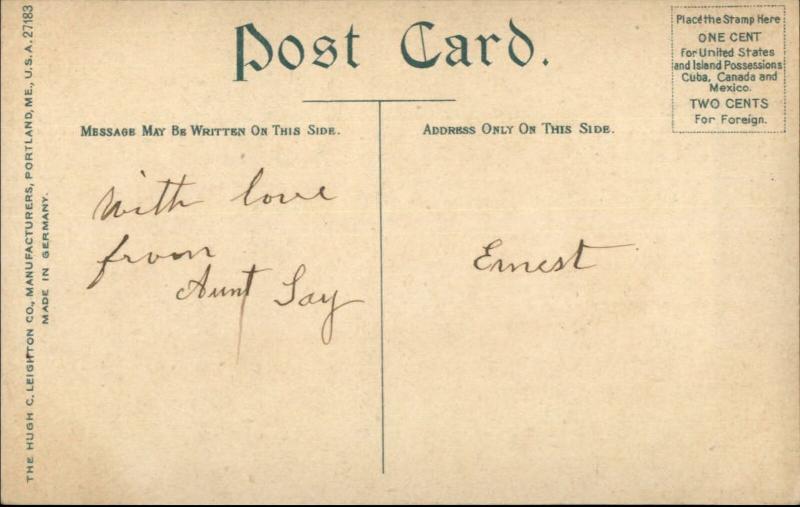 Post Card.
Place the Stamp Here
ONE CENT
For United States
and Island Possessions
Cuba, Canada and
Mexico.
TWO CENTS
For Foreign.
MESSAGE MAY BE WRITTEN ON THIS SIDE.
ADDRESS ONLY ON THIS SIDE.
With love
from
Aunt
Ernest
THE HUGH C. LEIGHTON CO., MANUFACTURERS, PORTLAND, ME., U.S.A. 27183
MADE IN GERMANY.